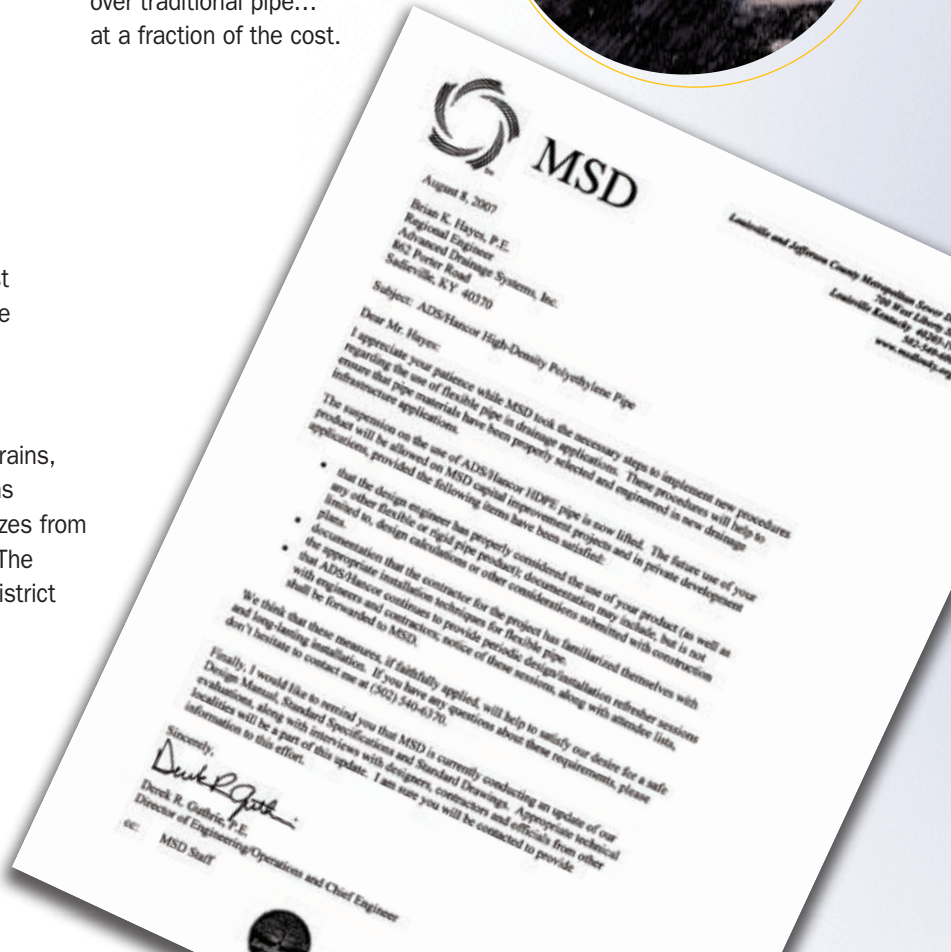 over traditional pipe…
at a fraction of the cost.
st
e
rains,
ns
zes from
The
istrict
MSD
Louisville and Jefferson County Metropolitan Sewer D
700 West Liberty
Louisville Kentucky 40203
502-540
August 8, 2007
Brian K. Hayes, P.E.
Regional Engineer
Advanced Drainage Systems, Inc.
862 Porter Road
Sadieville, KY 40370
Subject: ADS/Hancor High-Density Polyethylene Pipe
Dear Mr. Hayes:
I appreciate your patience while MSD took the necessary steps to implement new procedures
regarding the use of flexible pipe in drainage applications. These procedures will help to
ensure that pipe materials have been properly selected and engineered in new drainage
infrastructure applications.
The suspension on the use of ADS/Hancor HDPE pipe is now lifted. The future use of your
product will be allowed on MSD capital improvement projects and in private development
applications, provided the following items have been satisfied:
• that the design engineer has properly considered the use of your product (as well as
any other flexible or rigid pipe product); documentation may include, but is not
limited to, design calculations or other considerations submitted with construction
plans.
• documentation that the contractor for the project has familiarized themselves with
the appropriate installation techniques for flexible pipe.
• that ADS/Hancor continues to provide periodic design/installation refresher sessions
with engineers and contractors; notice of these sessions, along with attendee lists,
shall be forwarded to MSD.
We think that these measures, if faithfully applied, will help to satisfy our desire for a safe
and long-lasting installation. If you have any questions about these requirements, please
don't hesitate to contact me at (502) 540-6370.
Finally, I would like to remind you that MSD is currently conducting an update of our
Design Manual, Standard Specifications and Standard Drawings. Appropriate technical
evaluations, along with interviews with designers, contractors and officials from other
localities will be a part of this update. I am sure you will be contacted to provide
information to this effort.
Sincerely,
Derek R. Guthrie
Derek R. Guthrie, P.E.
Director of Engineering/Operations and Chief Engineer
cc: MSD Staff